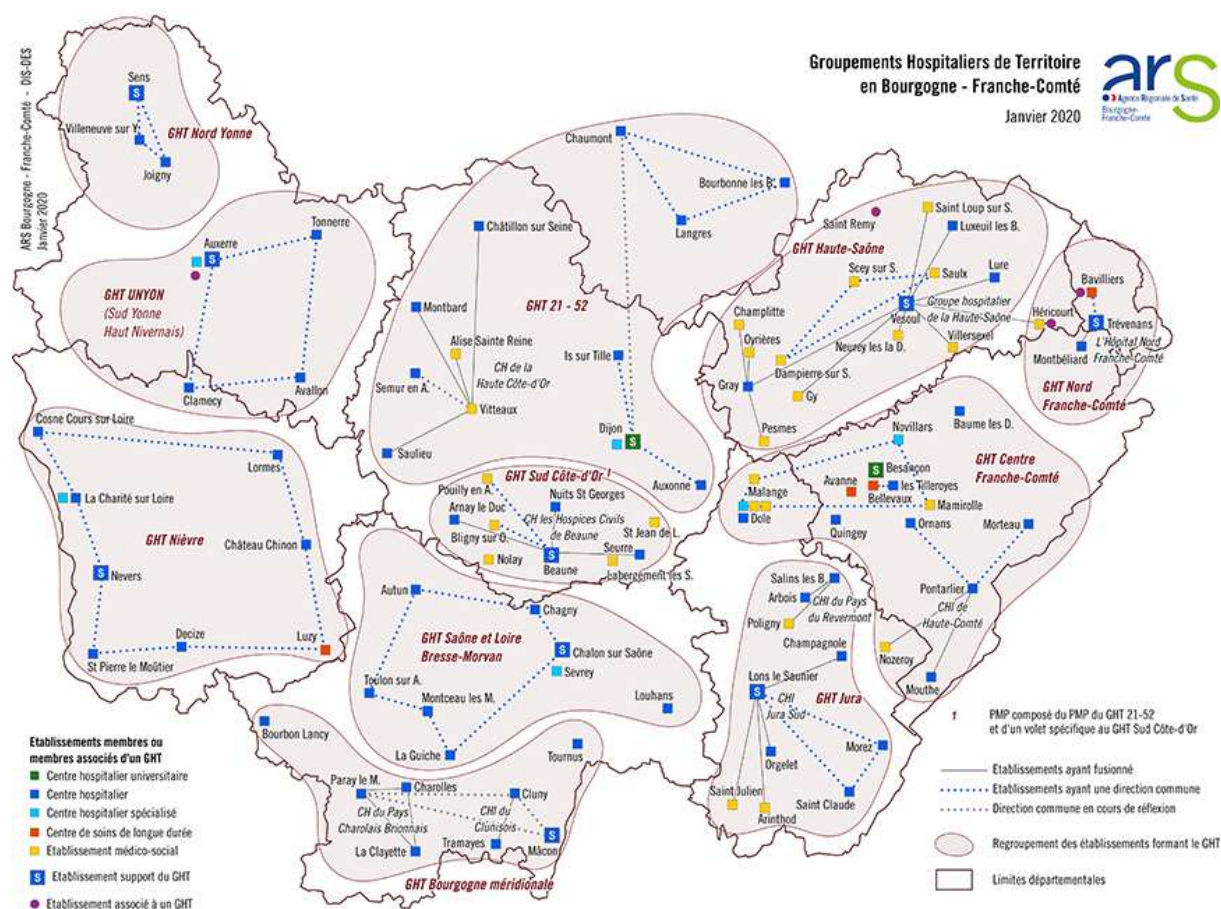 Groupements Hospitaliers de Territoire
en Bourgogne - Franche-Comté
Janvier 2020
ars
Agence Régionale de Santé
Bourgogne-
Franche-Comté
ARS Bourgogne - Franche-Comté - DIS-DES
Janvier 2020
Sens
Villeneuve sur Y.
Joigny
GHT Nord Yonne
Auxerre
Tonnerre
GHT UNYON
(Sud Yonne
Haut Nivernais)
Clamecy
Avallon
Chaumont
Bourbonne les B.
Langres
Châtillon sur Seine
GHT 21 - 52
Montbard
Alise Sainte Reine
Is sur Tille
CH de la
Haute Côte-d'Or
Semur en A.
Vitteaux
Saulieu
Dijon
Auxonne
Saint Remy
Saint Loup sur S.
Luxeuil les B.
GHT Haute-Saône
Scey sur S.
Saulx
Lure
Groupe hospitalier
de la Haute-Saône
Vesoul
Champlitte
Oyrières
Neurey les la D.
Villersexel
Dampierre sur S.
Gray
Gy
Pesmes
Bavilliers
Héricourt
Trévenans
L'Hôpital Nord
Franche-Comté
Montbéliard
GHT Nord
Franche-Comté
Cosne Cours sur Loire
Lormes
La Charité sur Loire
GHT Nièvre
Château Chinon
Nevers
Decize
Luzy
St Pierre le Moûtier
GHT Sud Côte-d'Or 1
Pouilly en A.
Nuits St Georges
Arnay le Duc
CH les Hospices Civils
de Beaune
St Jean de L.
Bligny sur O.
Nolay
Beaune
Seurre
Labergement les S.
Baume les D.
Novillars
GHT Centre
Franche-Comté
Besançon
Avanne
les Tilleroyes
Bellevaux
Malange
Mamirolle
Dole
Quingey
Ornans
Morteau
Pontarlier
CHI de
Haute-Comté
Nozeroy
Mouthe
Autun
Chagny
GHT Saône et Loire
Bresse-Morvan
Chalon sur Saône
Sevrey
Toulon sur A.
Montceau les M.
Louhans
La Guiche
Salins les B.
Arbois
CHI du Pays
du Revermont
Poligny
Champagnole
Lons le Saunier
GHT Jura
CHI
Jura Sud
Morez
Orgelet
Saint Julien
Arinthod
Saint Claude
Bourbon Lancy
Tournus
Paray le M.
Charolles
Cluny
CH du Pays
Charolais Brionnais
CHI du
Clunisois
La Clayette
Tramayes
Mâcon
GHT Bourgogne méridionale
Etablissements membres ou
membres associés d'un GHT
Centre hospitalier universitaire
Centre hospitalier
Centre hospitalier spécialisé
Centre de soins de longue durée
Etablissement médico-social
S Etablissement support du GHT
Etablissement associé à un GHT
1 PMP composé du PMP du GHT 21-52
et d'un volet spécifique au GHT Sud Côte-d'Or
Etablissements ayant fusionné
Etablissements ayant une direction commune
Direction commune en cours de réflexion
Regroupement des établissements formant le GHT
Limites départementales